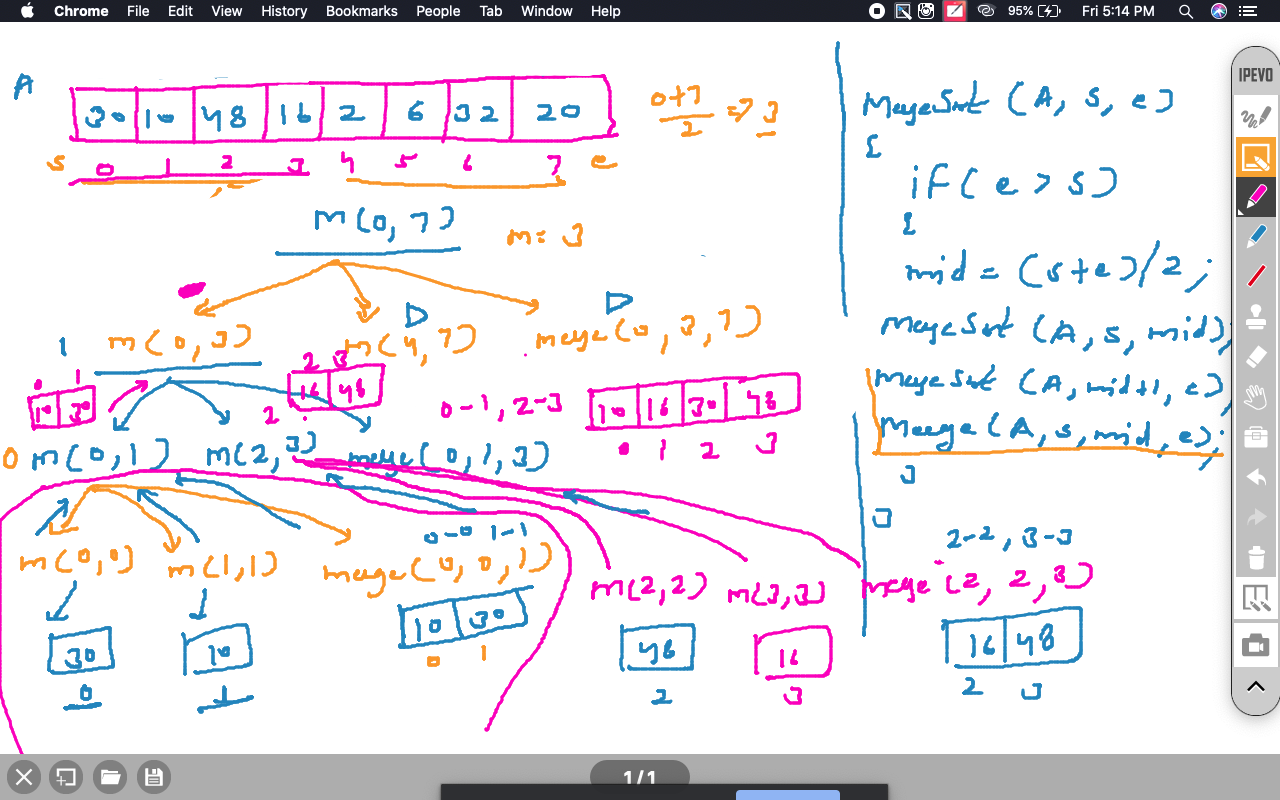 Chrome File Edit View History Bookmarks People Tab Window Help 95% Fri 5:14 PM
IPEVO
A
30 10 48 16 2 6 32 20
s 0 1 2 3 4 5 6 7 e
0+7/2 => 3
m(0,7)
m = 3
m(0,3) m(4,7) merge(0,3,7)
1
0 1
10 30
2 3
16 48
2
0-1, 2-3
10 16 30 48
0 1 2 3
0 m(0,1) m(2,3) merge(0,1,3)
0-0 1-1
m(0,0) m(1,1) merge(0,0,1)
30
0
10
1
10 30
0 1
m(2,2) m(3,3) merge(2,2,3)
2-2, 3-3
48
2
16
3
16 48
2 3
MergeSort (A, s, e)
{
if(e > s)
{
mid = (s+e)/2;
MergeSort (A, s, mid);
MergeSort (A, mid+1, e)
Merge(A, s, mid, e);
}
}
1/1